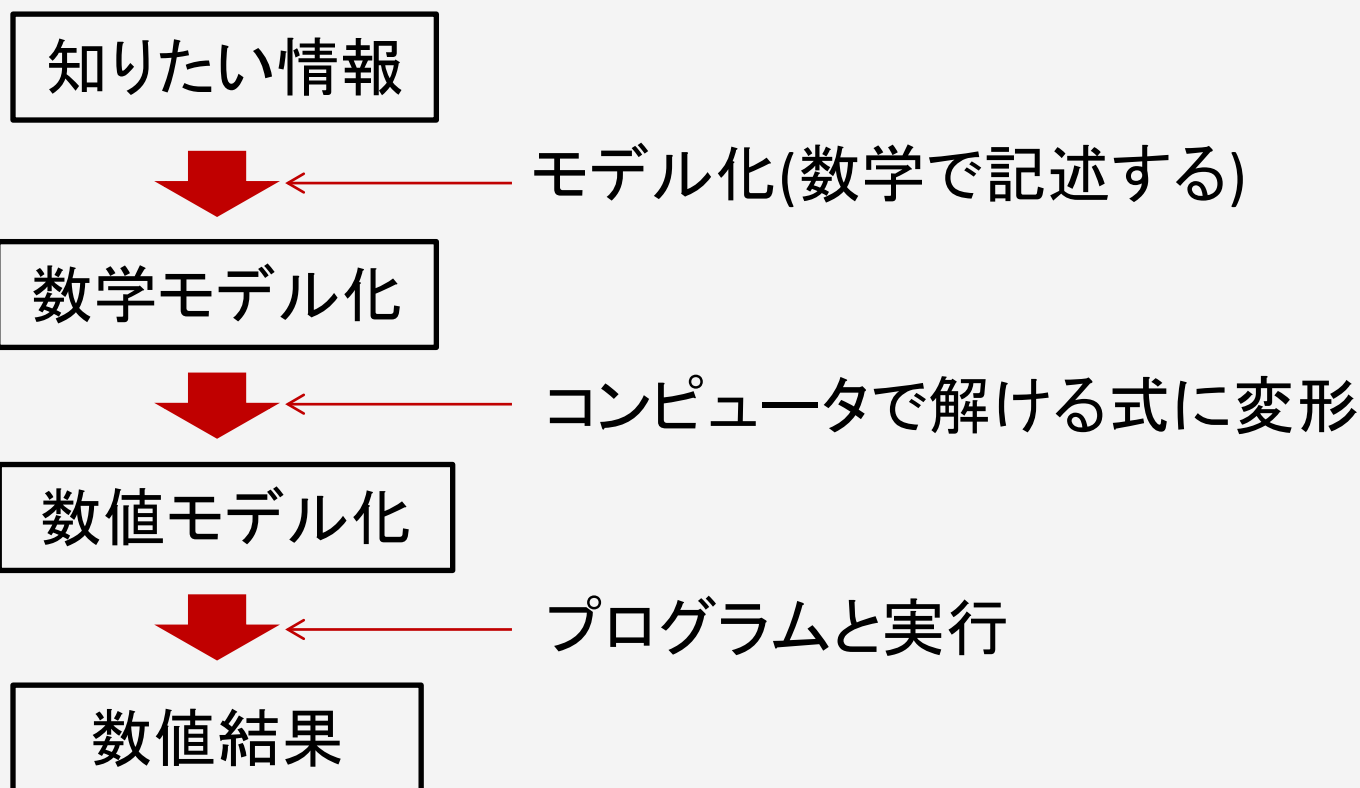 知りたい情報
モデル化(数学で記述する)
数学モデル化
コンピュータで解ける式に変形
数値モデル化
プログラムと実行
数値結果